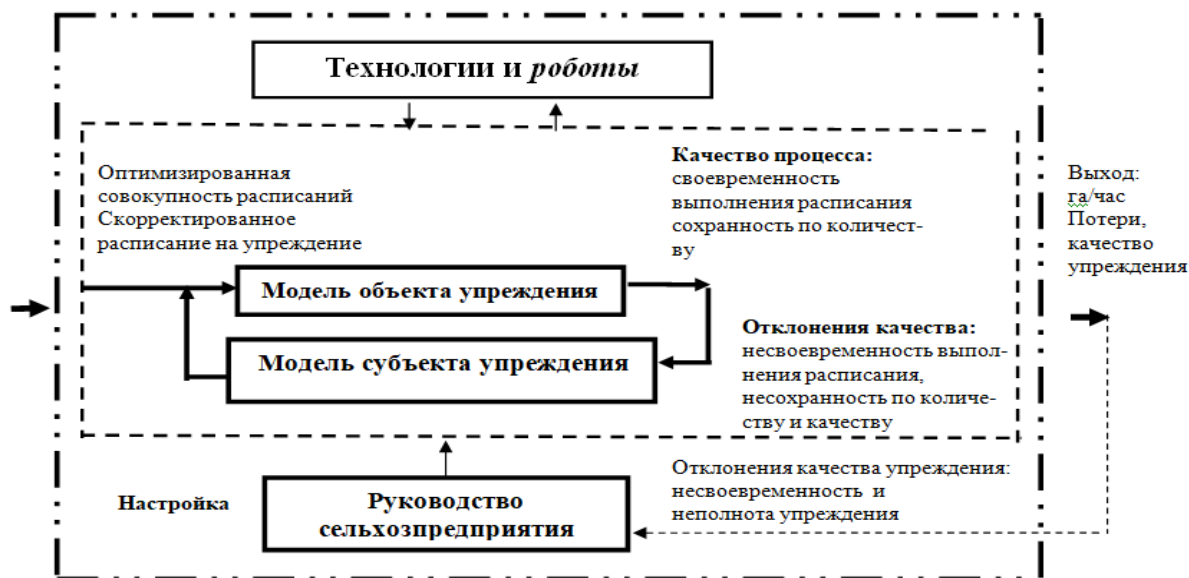 Технологии и роботы
Оптимизированная
совокупность расписаний
Скорректированное
расписание на упреждение
Качество процесса:
своевременность
выполнения расписания
сохранность по количест-
ву
Выход:
га/час
Потери,
качество
упреждения
Модель объекта упреждения
Модель субъекта упреждения
Отклонения качества:
несвоевременность выпол-
нения расписания,
несохранность по количе-
ству и качеству
Настройка
Руководство
сельхозпредприятия
Отклонения качества упреждения:
несвоевременность и
неполнота упреждения